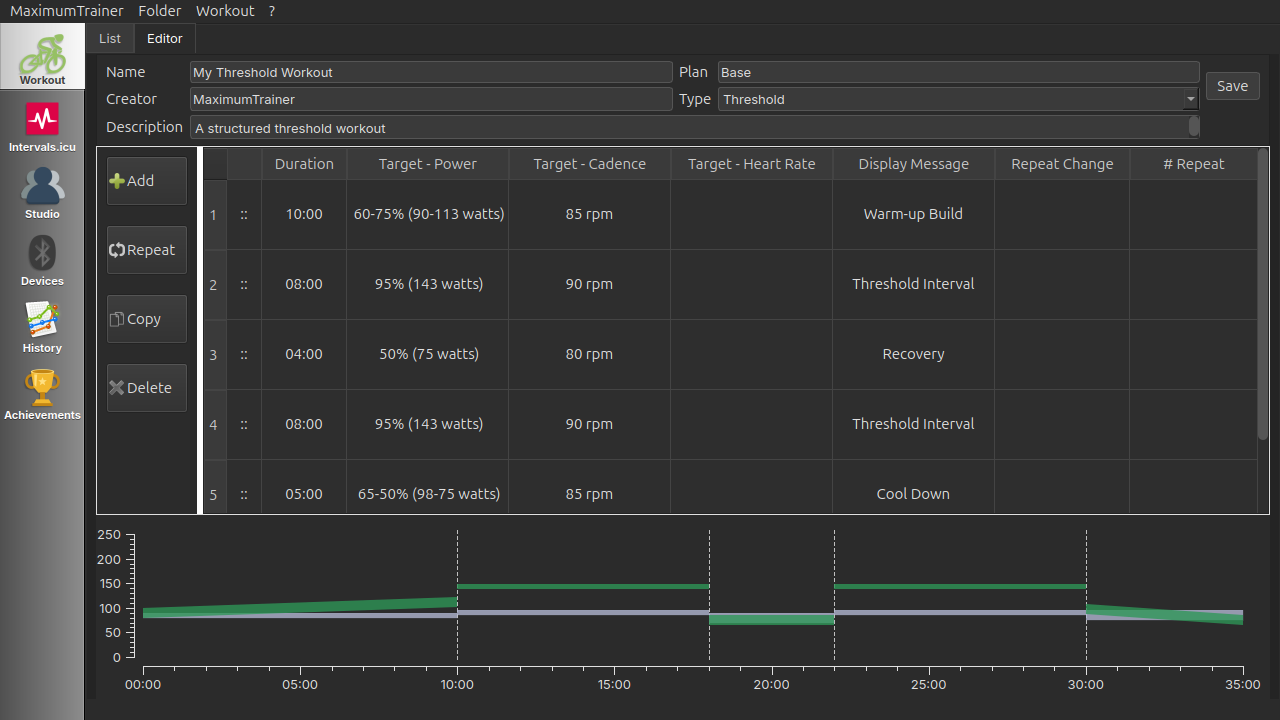 MaximumTrainer Folder Workout ?
Workout
Intervals.icu
Studio
Devices
History
Achievements
List Editor
Name My Threshold Workout Plan Base
Creator MaximumTrainer Type Threshold
Description A structured threshold workout
Save
Add
Repeat
Copy
Delete
Duration Target - Power Target - Cadence Target - Heart Rate Display Message Repeat Change # Repeat
1 :: 10:00 60-75% (90-113 watts) 85 rpm Warm-up Build
2 :: 08:00 95% (143 watts) 90 rpm Threshold Interval
3 :: 04:00 50% (75 watts) 80 rpm Recovery
4 :: 08:00 95% (143 watts) 90 rpm Threshold Interval
5 :: 05:00 65-50% (98-75 watts) 85 rpm Cool Down
250
200
150
100
50
0
00:00 05:00 10:00 15:00 20:00 25:00 30:00 35:00